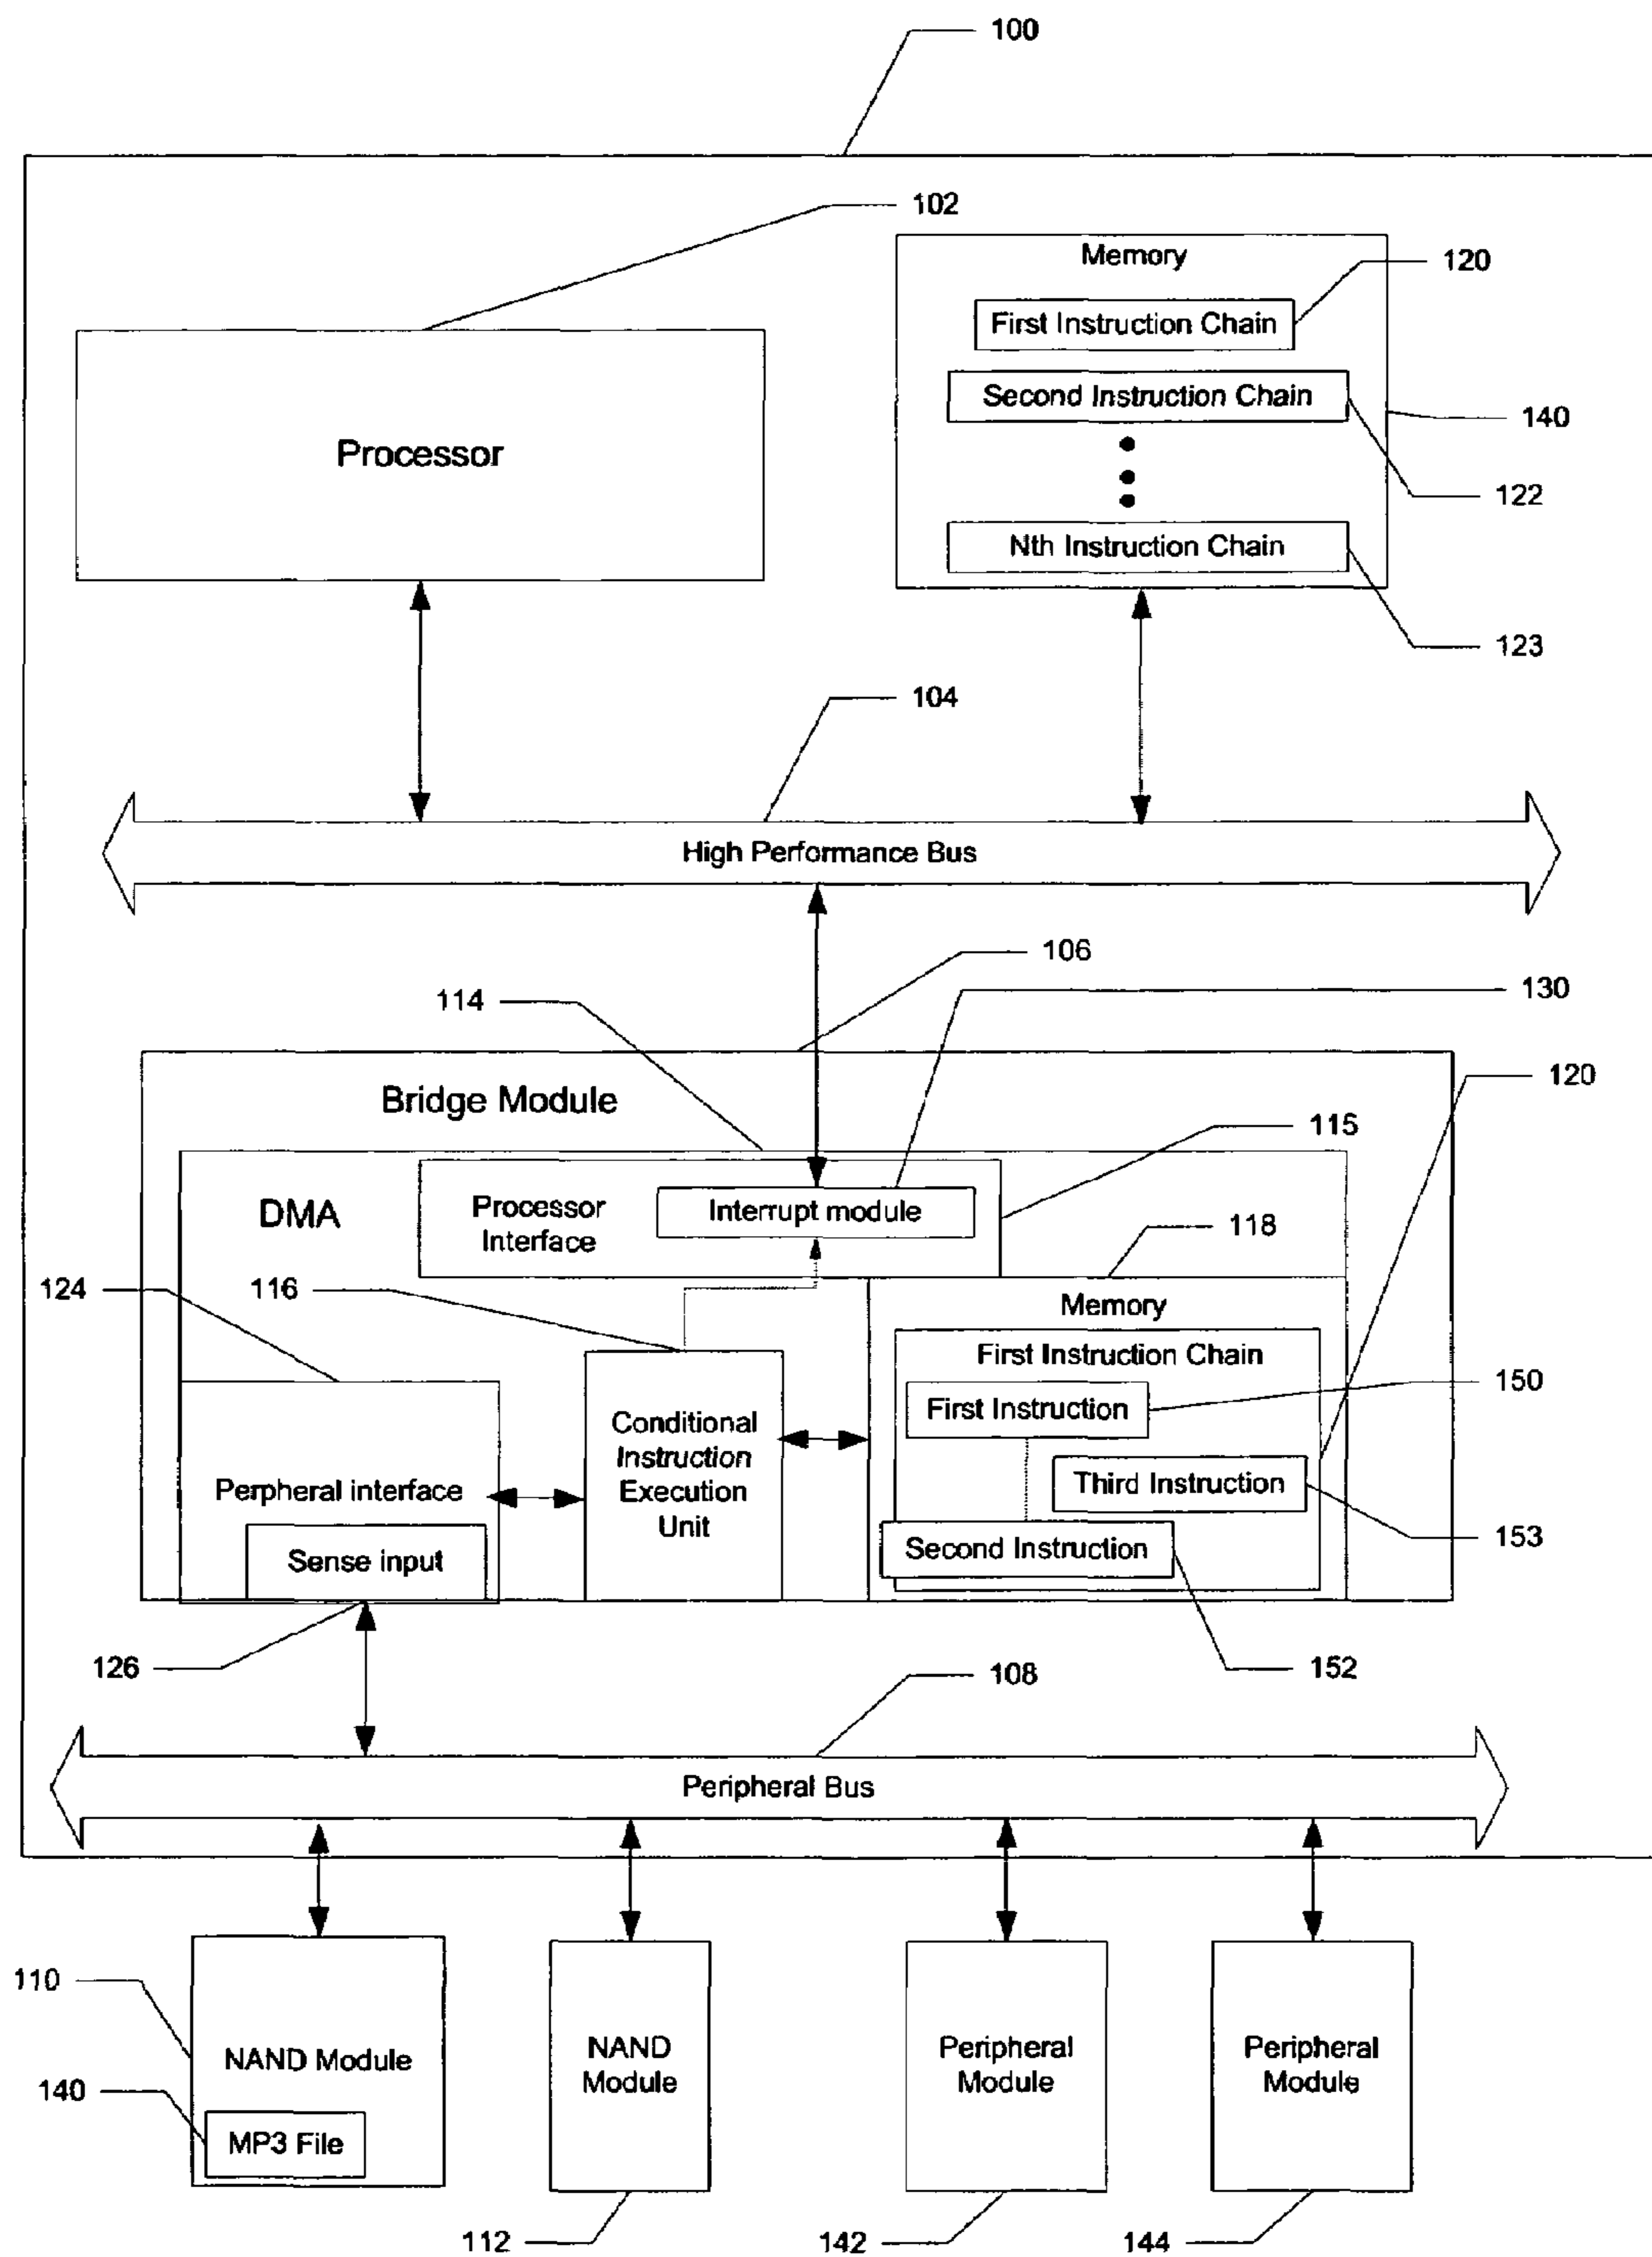 100
102
Memory
120
First Instruction Chain
Second Instruction Chain
140
Processor
122
Nth Instruction Chain
123
104
High Performance Bus
106
114
130
120
Bridge Module
115
DMA
Processor
Interface
Interrupt module
118
124
116
Memory
First Instruction Chain
150
First Instruction
Conditional
Instruction
Execution
Unit
Third Instruction
Perpheral interface
153
Second Instruction
Sense input
126
152
108
Peripheral Bus
110
NAND Module
NAND
Module
Peripheral
Module
Peripheral
Module
140
MP3 File
112
142
144